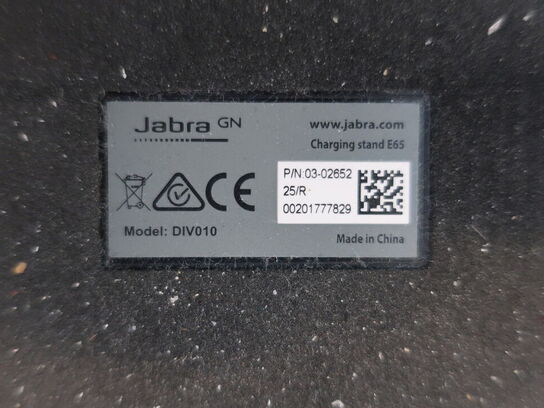 Jabra GN
www.jabra.com
Charging stand E65
P/N:03-02652
25/R
00201777829
CE
Model: DIV010
Made in China